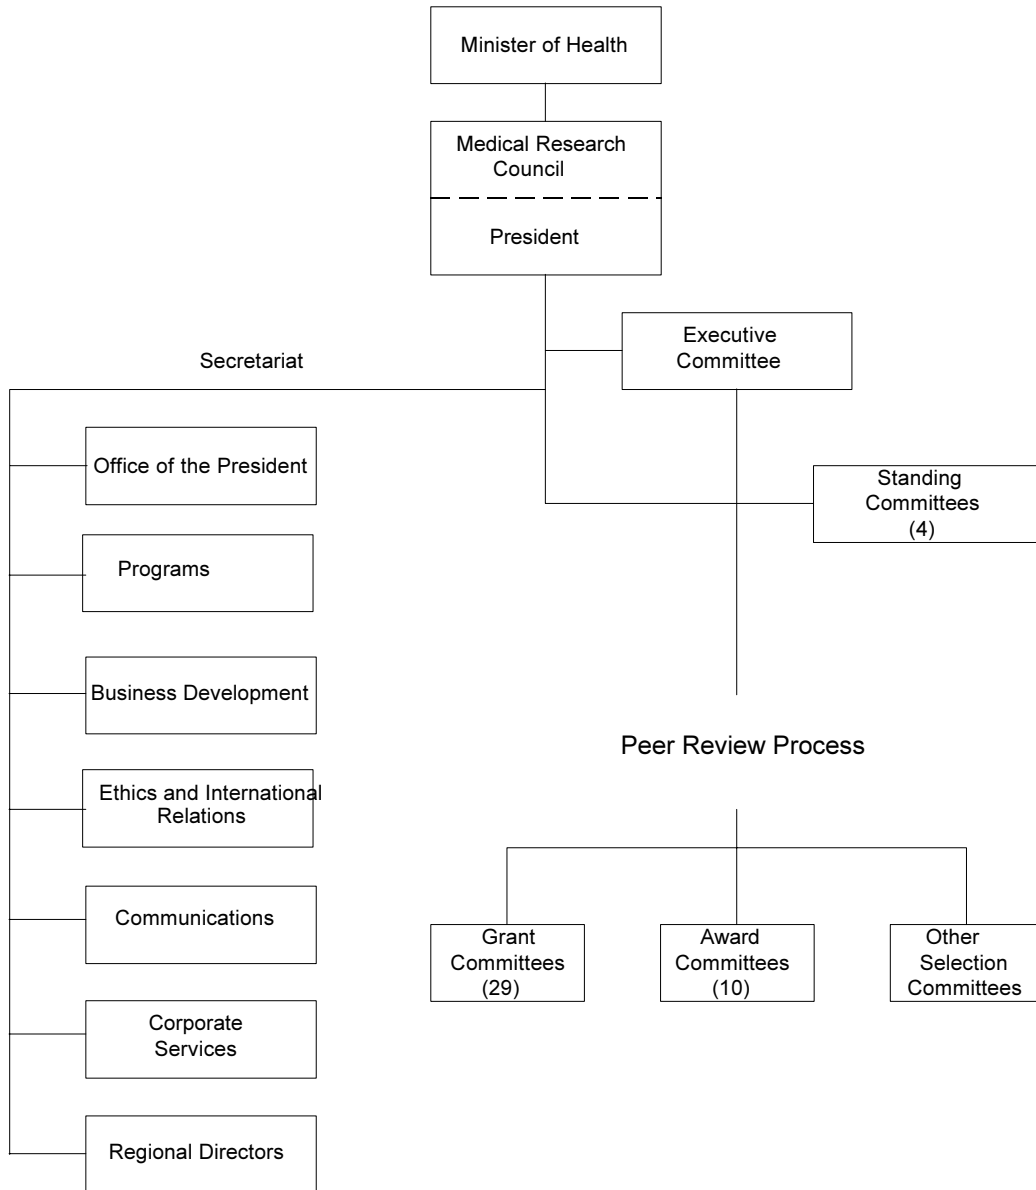 Minister of Health
Medical Research
Council
President
Executive
Committee
Secretariat
Office of the President
Standing
Committees
(4)
Programs
Business Development
Peer Review Process
Ethics and International
Relations
Communications
Grant
Committees
(29)
Award
Committees
(10)
Other
Selection
Committees
Corporate
Services
Regional Directors